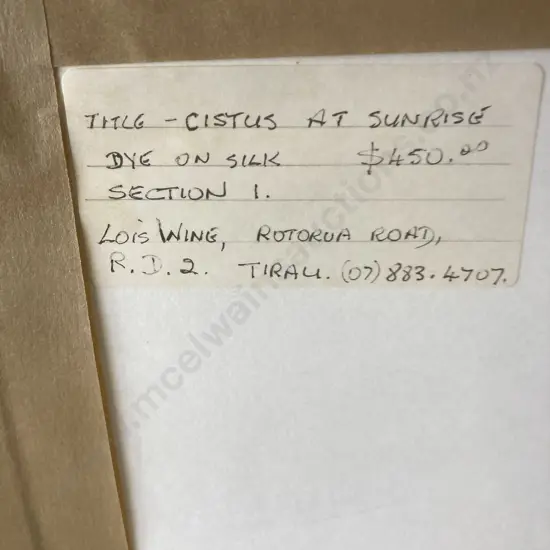 TITLE - CISTUS AT SUNRISE
DYE ON SILK $450.00
SECTION 1.
LOIS WING, ROTORUA ROAD,
R.D.2. TIRAU. (07) 883.4707.